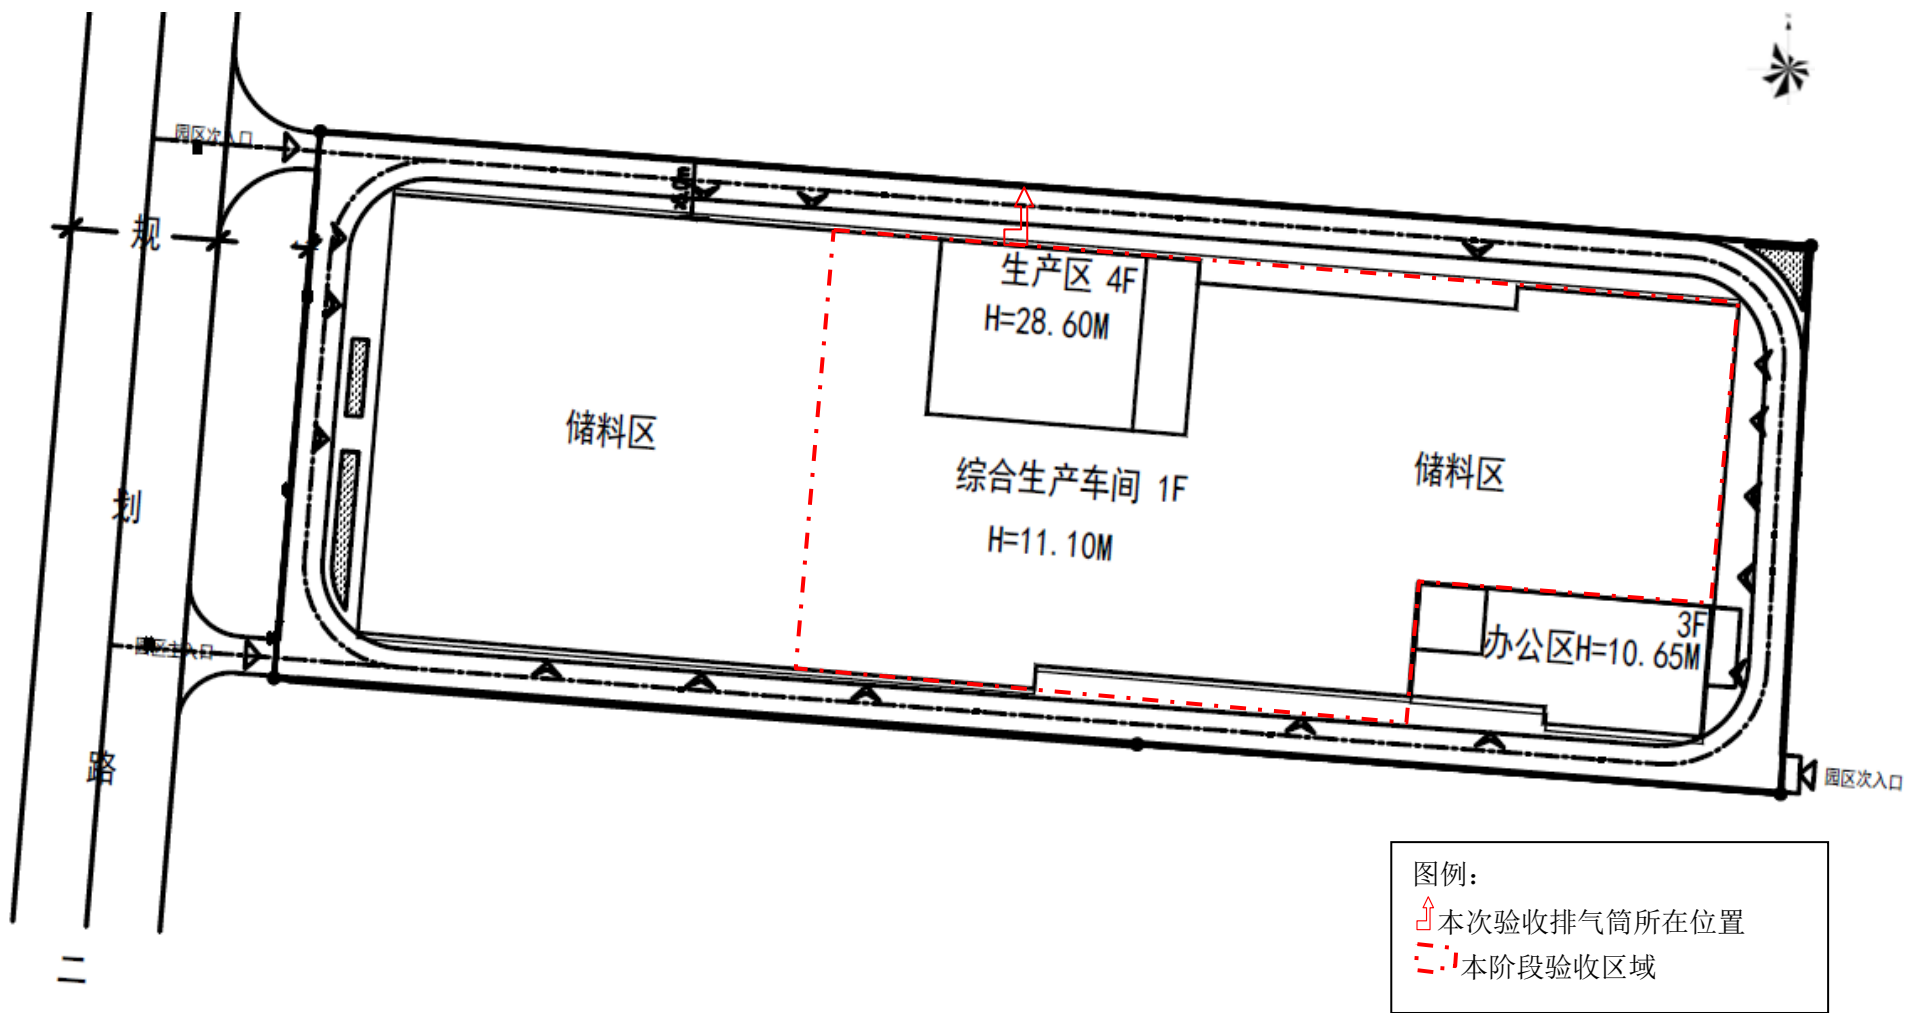 园区次入口
规
生产区 4F
H=28.60M
储料区
综合生产车间 1F
H=11.10M
储料区
划
3F
办公区H=10.65M
园区主入口
路
园区次入口
二
图例：
本次验收排气筒所在位置
本阶段验收区域